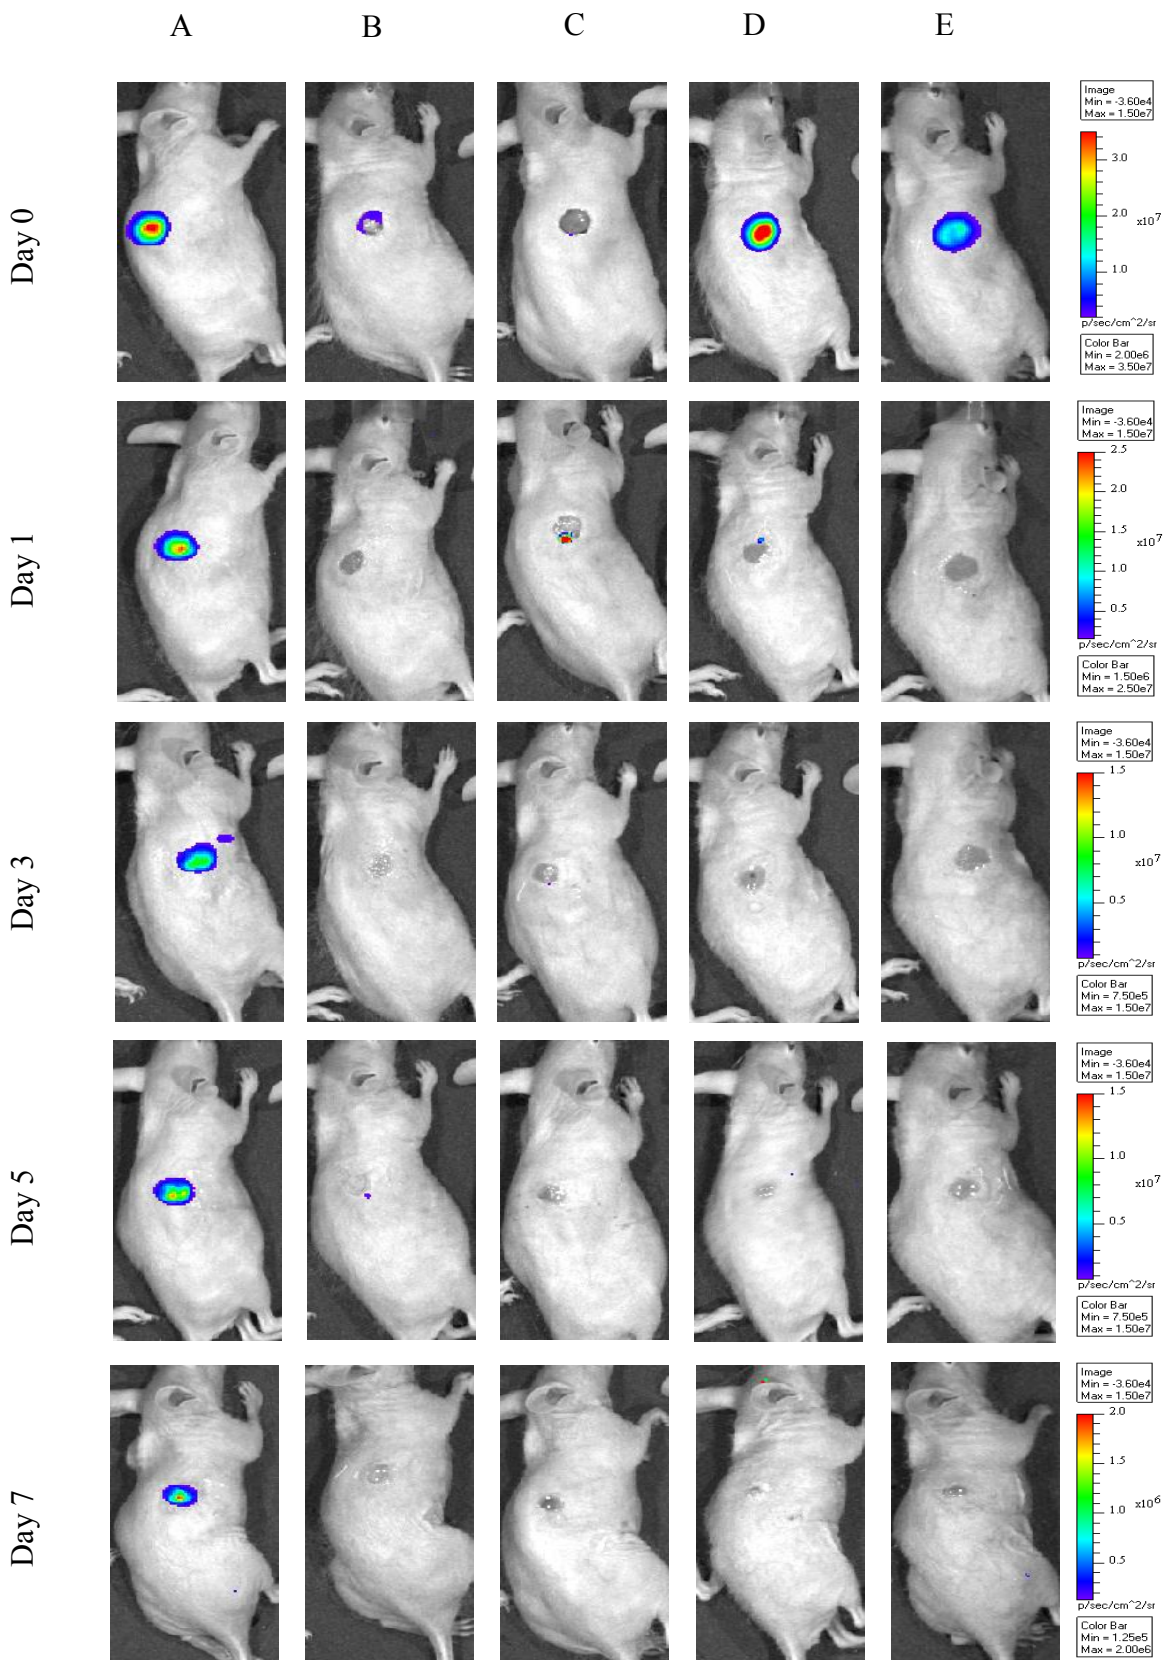 A B C D E
Day 0
Image
Min = -3.60e4
Max = 1.50e7
3.0
2.0
x10^7
1.0
p/sec/cm^2/sr
Color Bar
Min = 2.00e6
Max = 3.50e7
Day 1
Image
Min = -3.60e4
Max = 1.50e7
2.5
2.0
1.5
x10^7
1.0
0.5
p/sec/cm^2/sr
Color Bar
Min = 1.50e6
Max = 2.50e7
Day 3
Image
Min = -3.60e4
Max = 1.50e7
1.5
1.0
x10^7
0.5
p/sec/cm^2/sr
Color Bar
Min = 7.50e5
Max = 1.50e7
Day 5
Image
Min = -3.60e4
Max = 1.50e7
1.5
1.0
x10^7
0.5
p/sec/cm^2/sr
Color Bar
Min = 7.50e5
Max = 1.50e7
Day 7
Image
Min = -3.60e4
Max = 1.50e7
2.0
1.5
1.0 x10^6
0.5
p/sec/cm^2/sr
Color Bar
Min = 1.25e5
Max = 2.00e6